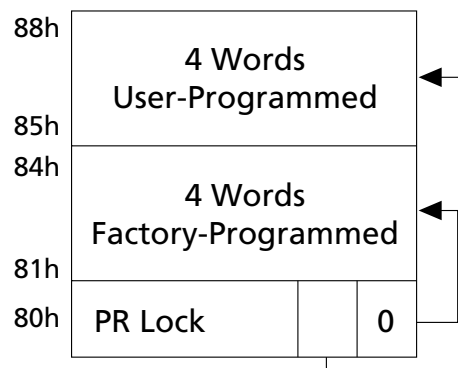 88h
4 Words
User-Programmed
85h
84h
4 Words
Factory-Programmed
81h
80h PR Lock 0